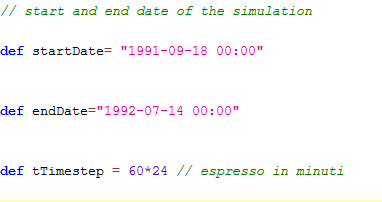 // start and end date of the simulation
def startDate= "1991-09-18 00:00"
def endDate="1992-07-14 00:00"
def tTimestep = 60*24 // espresso in minuti